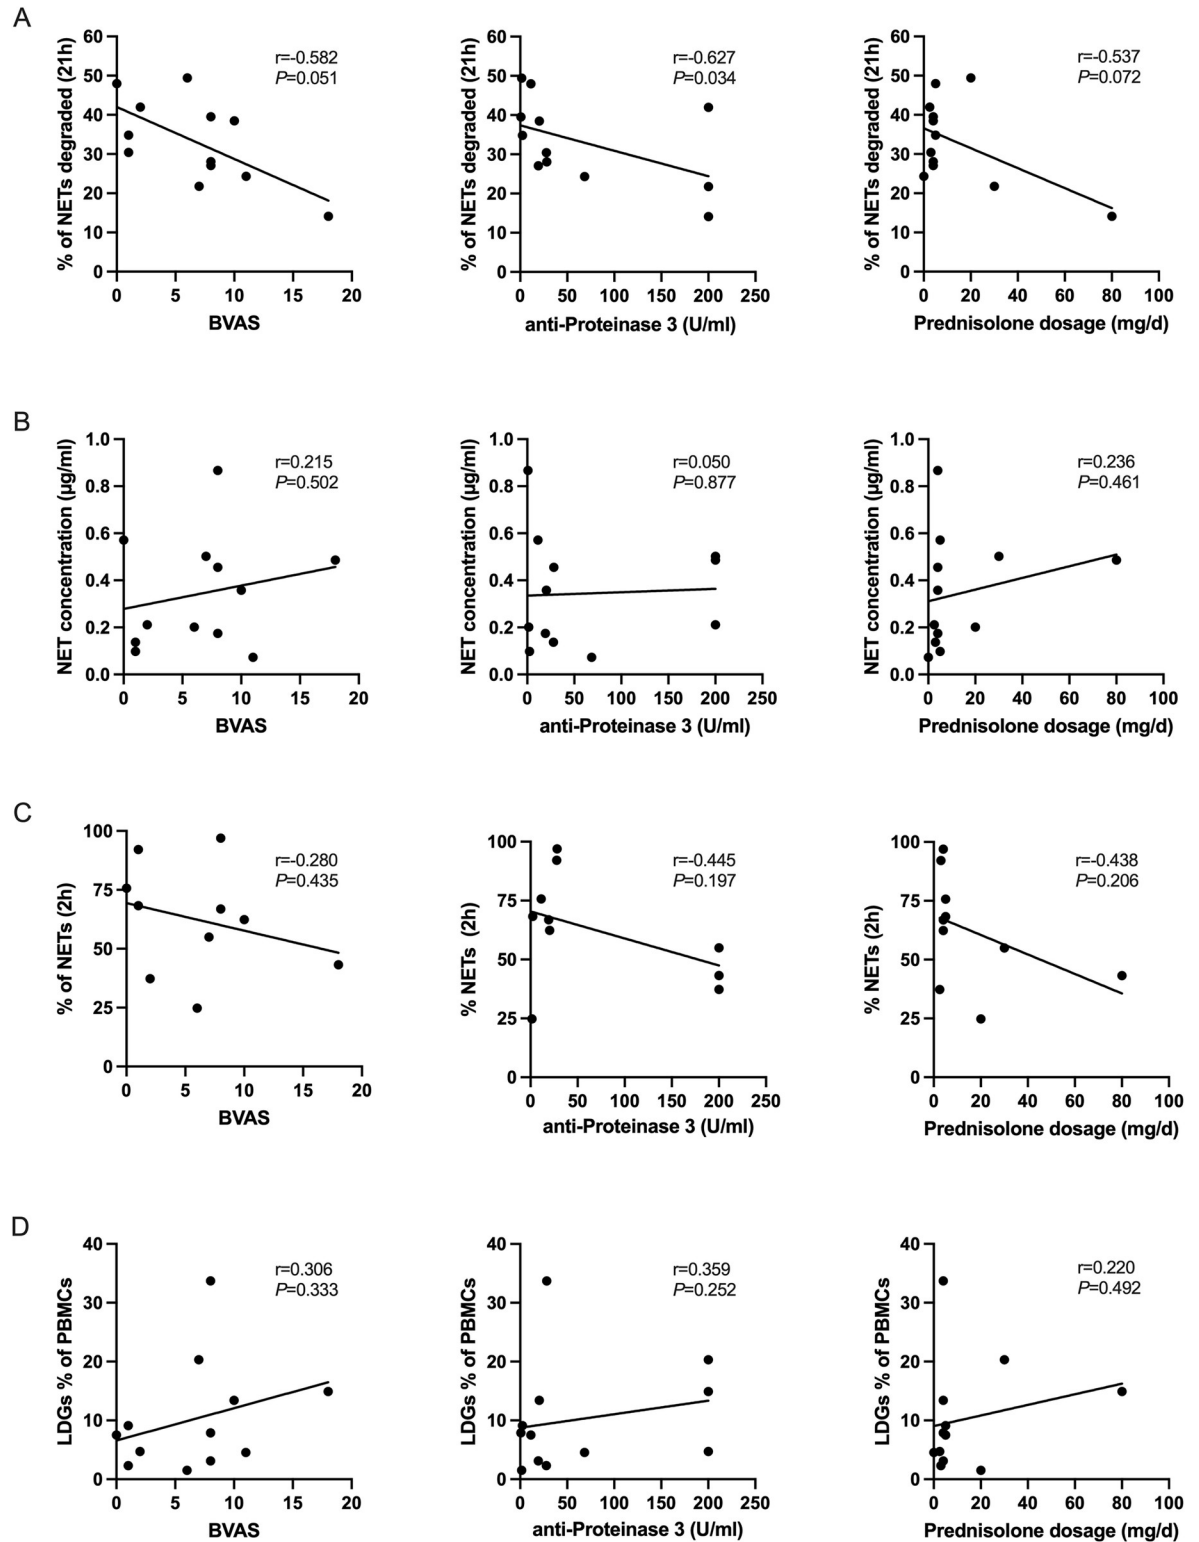 A
% of NETs degraded (21h)
60
50
40
30
20
10
0
r=-0.582
P=0.051
0 5 10 15 20
BVAS
% of NETs degraded (21h)
60
50
40
30
20
10
0
r=-0.627
P=0.034
0 50 100 150 200 250
anti-Proteinase 3 (U/ml)
% of NETs degraded (21h)
60
50
40
30
20
10
0
r=-0.537
P=0.072
0 20 40 60 80 100
Prednisolone dosage (mg/d)
B
NET concentration (µg/ml)
1.0
0.8
0.6
0.4
0.2
0.0
r=0.215
P=0.502
0 5 10 15 20
BVAS
NET concentration (µg/ml)
1.0
0.8
0.6
0.4
0.2
0.0
r=0.050
P=0.877
0 50 100 150 200 250
anti-Proteinase 3 (U/ml)
NET concentration (µg/ml)
1.0
0.8
0.6
0.4
0.2
0.0
r=0.236
P=0.461
0 20 40 60 80 100
Prednisolone dosage (mg/d)
C
% of NETs (2h)
100
75
50
25
0
r=-0.280
P=0.435
0 5 10 15 20
BVAS
% NETs (2h)
100
75
50
25
0
r=-0.445
P=0.197
0 50 100 150 200 250
anti-Proteinase 3 (U/ml)
% NETs (2h)
100
75
50
25
0
r=-0.438
P=0.206
0 20 40 60 80 100
Prednisolone dosage (mg/d)
D
LDGs % of PBMCs
40
30
20
10
0
r=0.306
P=0.333
0 5 10 15 20
BVAS
LDGs % of PBMCs
40
30
20
10
0
r=0.359
P=0.252
0 50 100 150 200 250
anti-Proteinase 3 (U/ml)
LDGs % of PBMCs
40
30
20
10
0
r=0.220
P=0.492
0 20 40 60 80 100
Prednisolone dosage (mg/d)